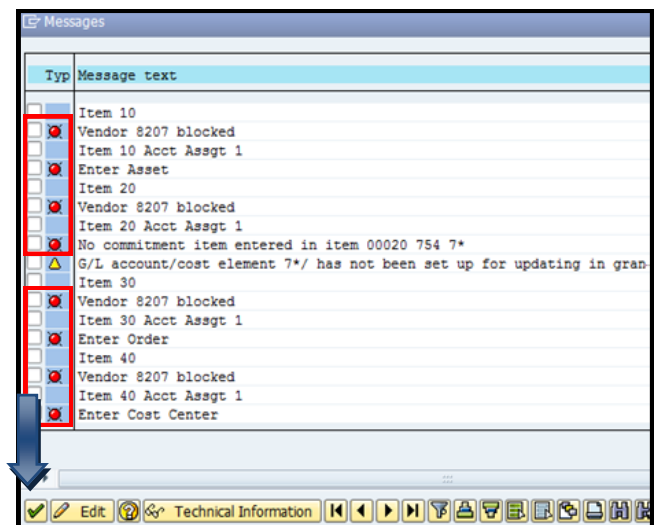 Messages
Typ Message text
Item 10
Vendor 8207 blocked
Item 10 Acct Assgt 1
Enter Asset
Item 20
Vendor 8207 blocked
Item 20 Acct Assgt 1
No commitment item entered in item 00020 754 7*
G/L account/cost element 7*/ has not been set up for updating in gran
Item 30
Vendor 8207 blocked
Item 30 Acct Assgt 1
Enter Order
Item 40
Vendor 8207 blocked
Item 40 Acct Assgt 1
Enter Cost Center
Edit Technical Information